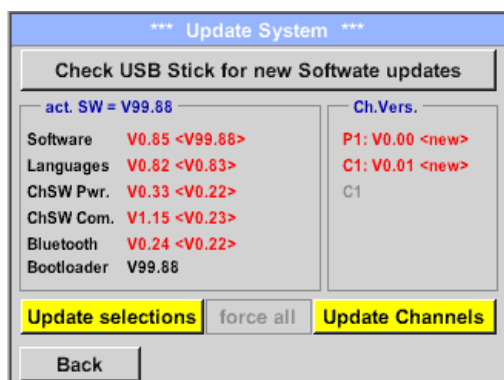 *** Update System ***
Check USB Stick for new Softwate updates
act. SW = V99.88
Software V0.85 <V99.88>
Languages V0.82 <V0.83>
ChSW Pwr. V0.33 <V0.22>
ChSW Com. V1.15 <V0.23>
Bluetooth V0.24 <V0.22>
Bootloader V99.88
Ch.Vers.
P1: V0.00 <new>
C1: V0.01 <new>
C1
Update selections
force all
Update Channels
Back